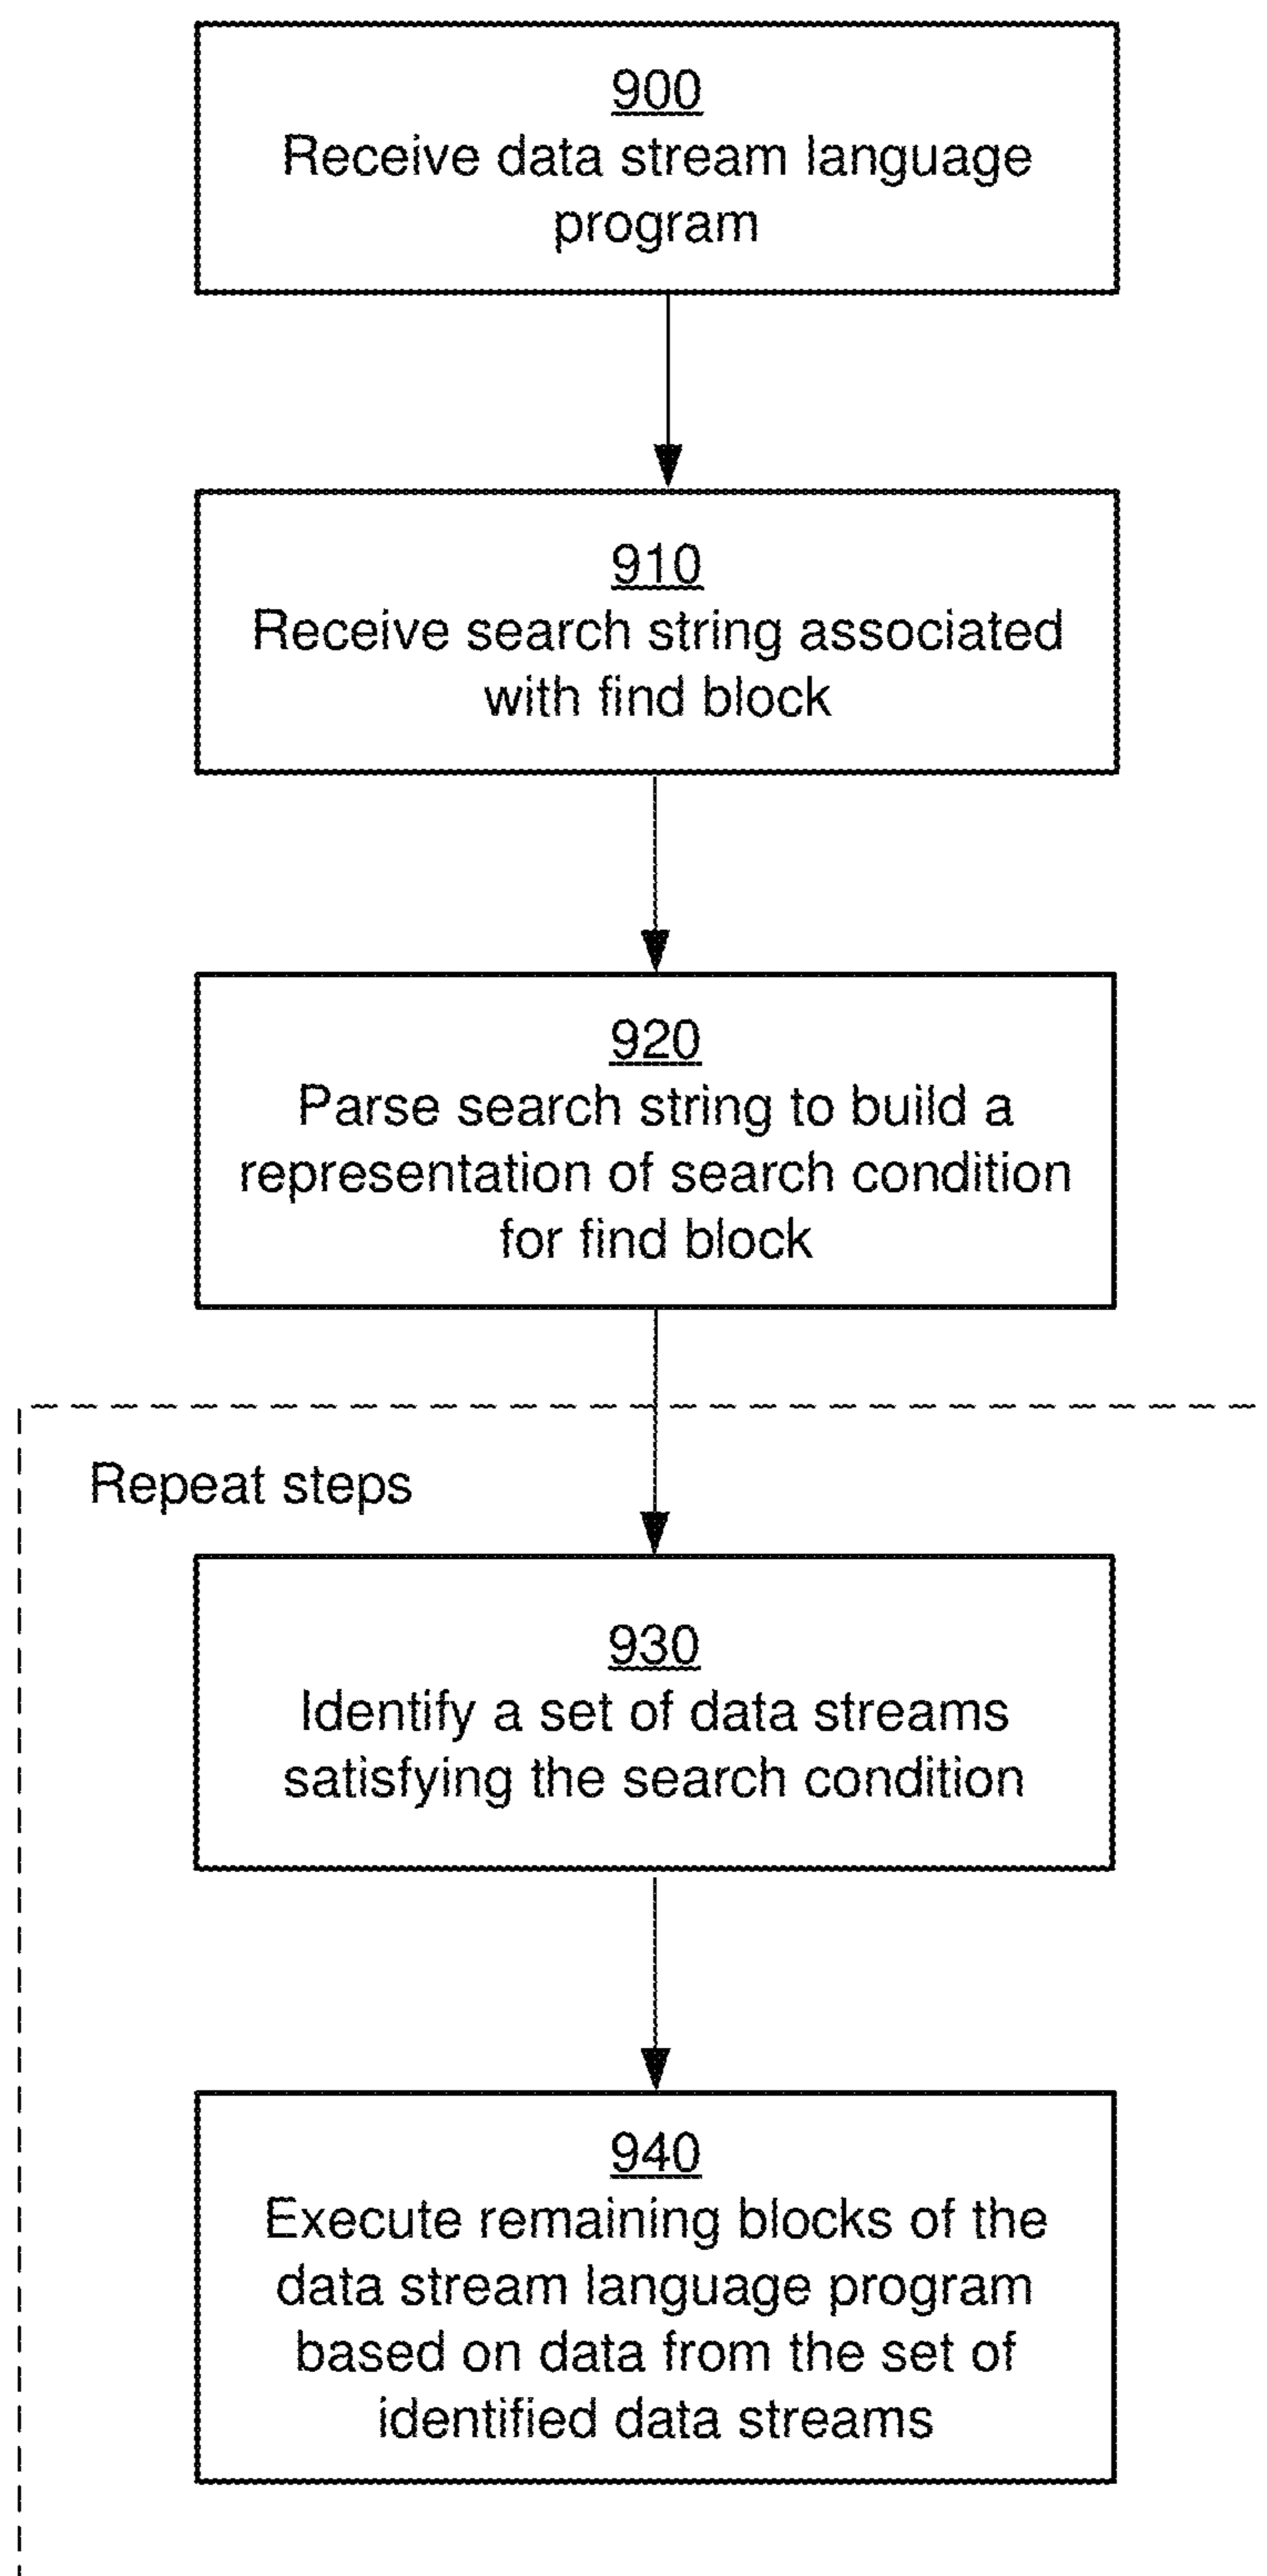 900
Receive data stream language
program
910
Receive search string associated
with find block
920
Parse search string to build a
representation of search condition
for find block
Repeat steps
930
Identify a set of data streams
satisfying the search condition
940
Execute remaining blocks of the
data stream language program
based on data from the set of
identified data streams